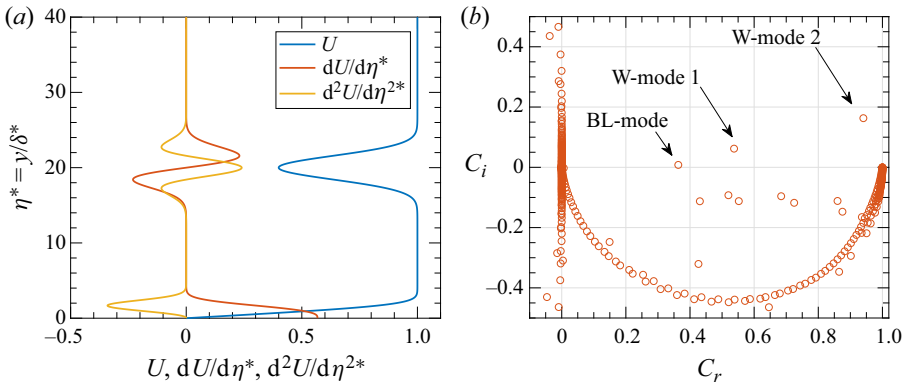 (a)
40
30
20
10
0
η* = y/δ*
–0.5
0
0.5
1.0
U, dU/dη*, d²U/dη²*
U
dU/dη*
d²U/dη²*
(b)
0.4
0.2
0
–0.2
–0.4
C_i
0
0.2
0.4
0.6
0.8
1.0
C_r
W-mode 2
W-mode 1
BL-mode